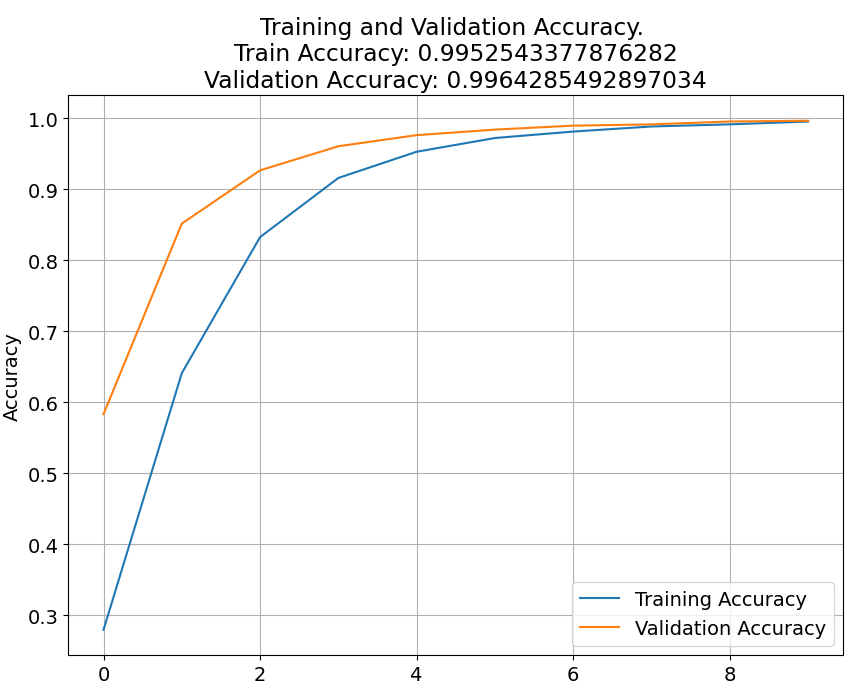 Training and Validation Accuracy.
Train Accuracy: 0.9952543377876282
Validation Accuracy: 0.9964285492897034
1.0
0.9
0.8
0.7
0.6
0.5
0.4
0.3
Accuracy
Training Accuracy
Validation Accuracy
0 2 4 6 8